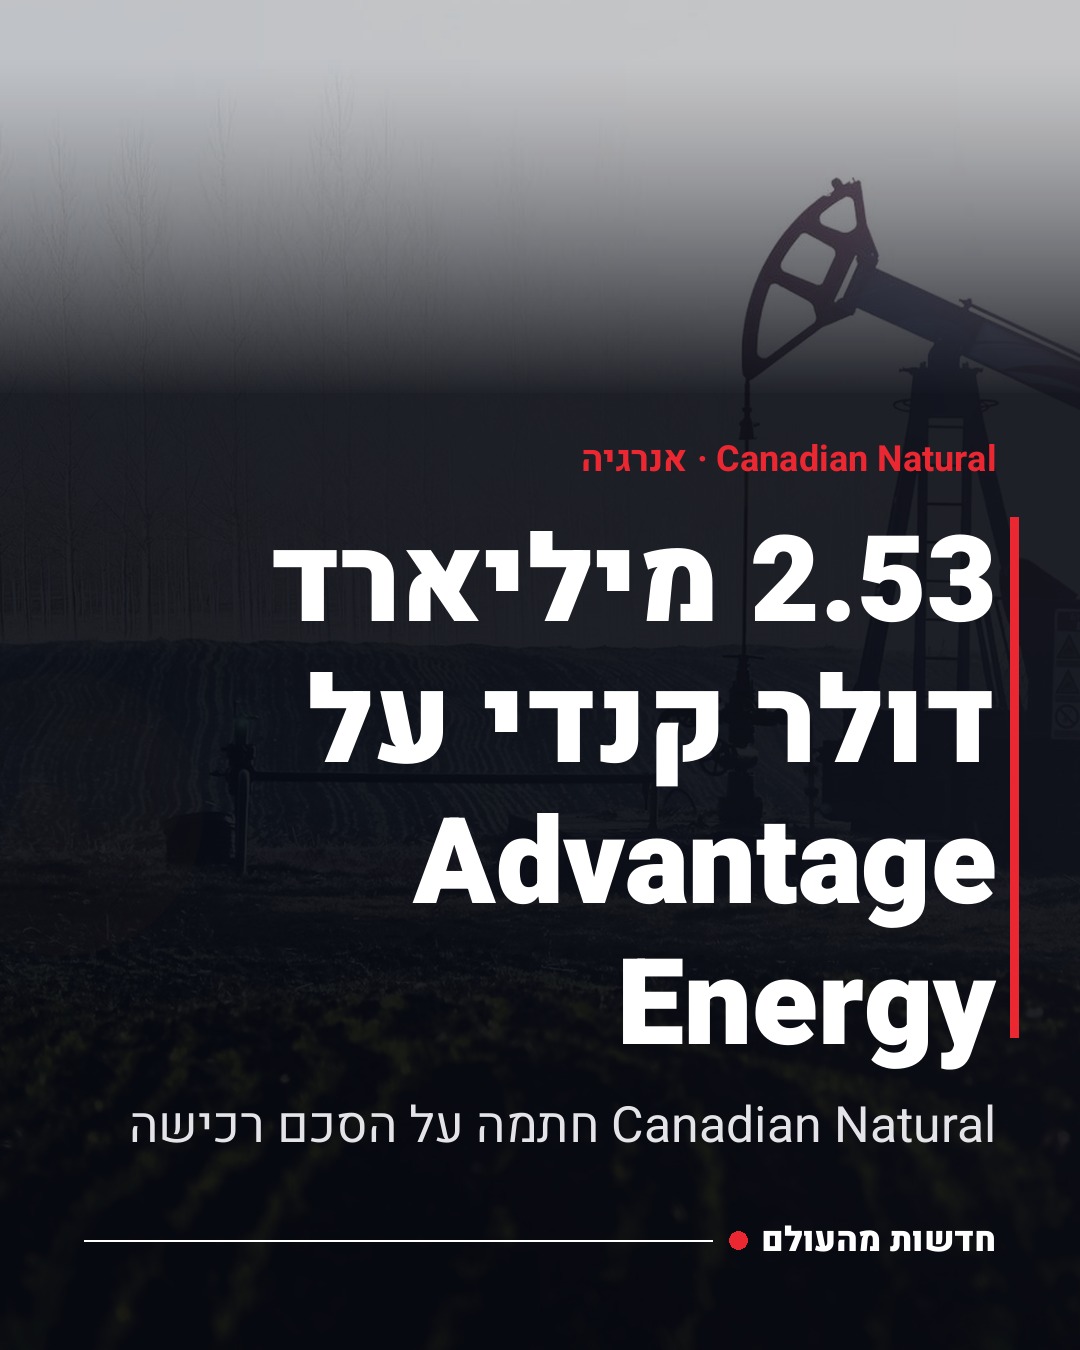 Canadian Natural · אנרגיה
2.53 מיליארד
דולר קנדי על
Advantage
Energy
Canadian Natural חתמה על הסכם רכישה
חדשות מהעולם